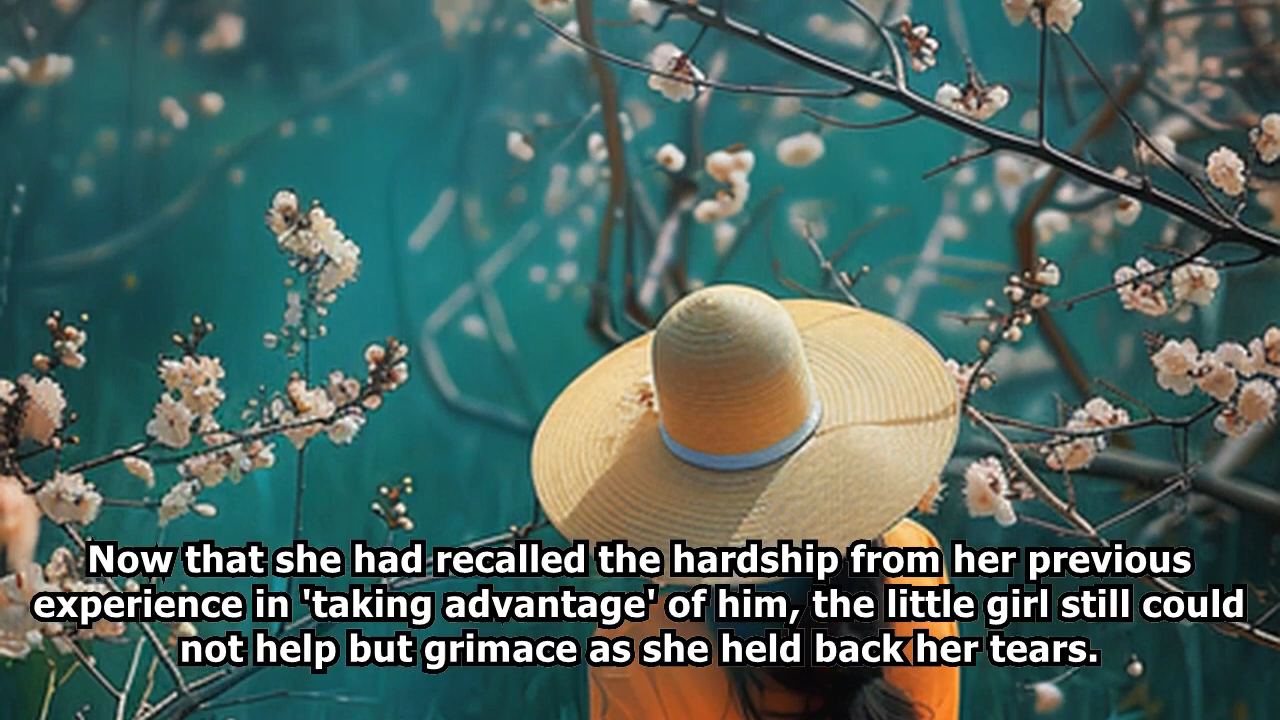 Now that she had recalled the hardship from her previous
experience in 'taking advantage' of him, the little girl still could
not help but grimace as she held back her tears.